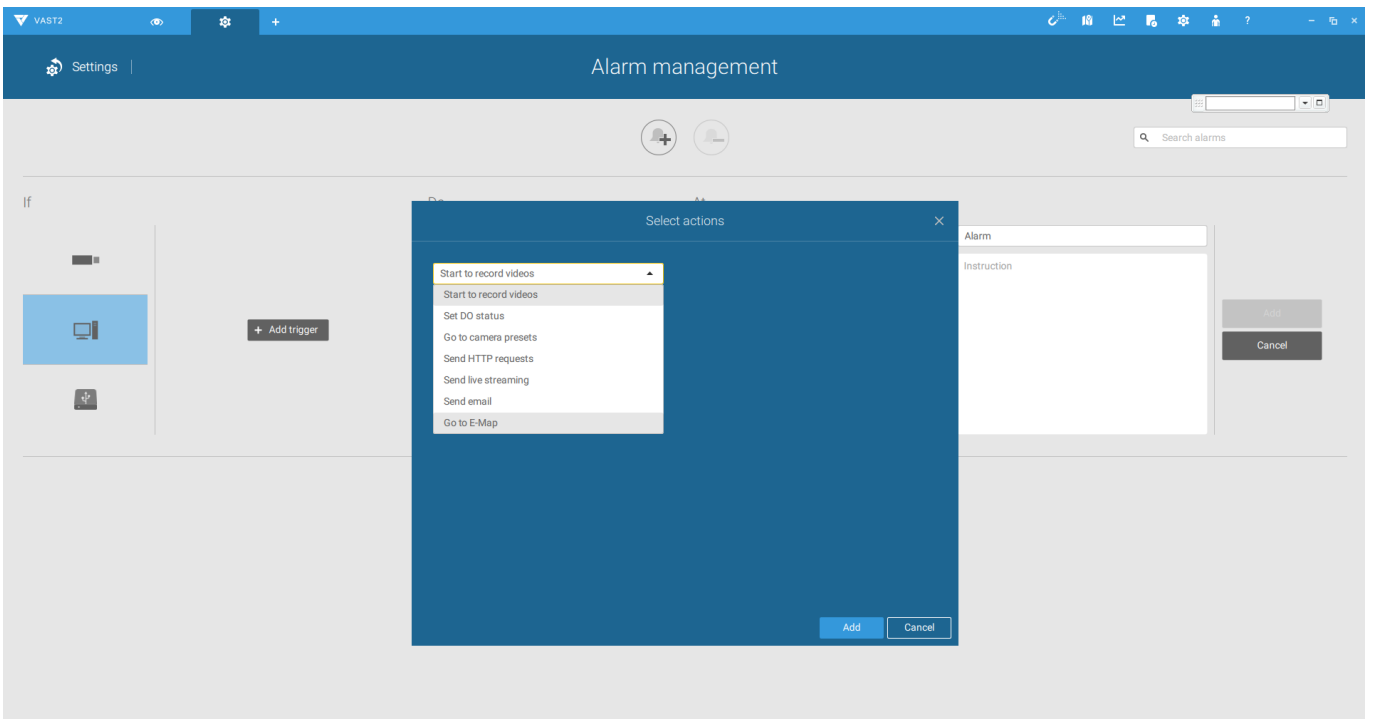 VAST2
+
?
Settings
Alarm management
Search alarms
If
Select actions
Alarm
Start to record videos
Instruction
Start to record videos
Set DO status
+ Add trigger
Go to camera presets
Send HTTP requests
Send live streaming
Send email
Go to E-Map
Add
Cancel
Add
Cancel